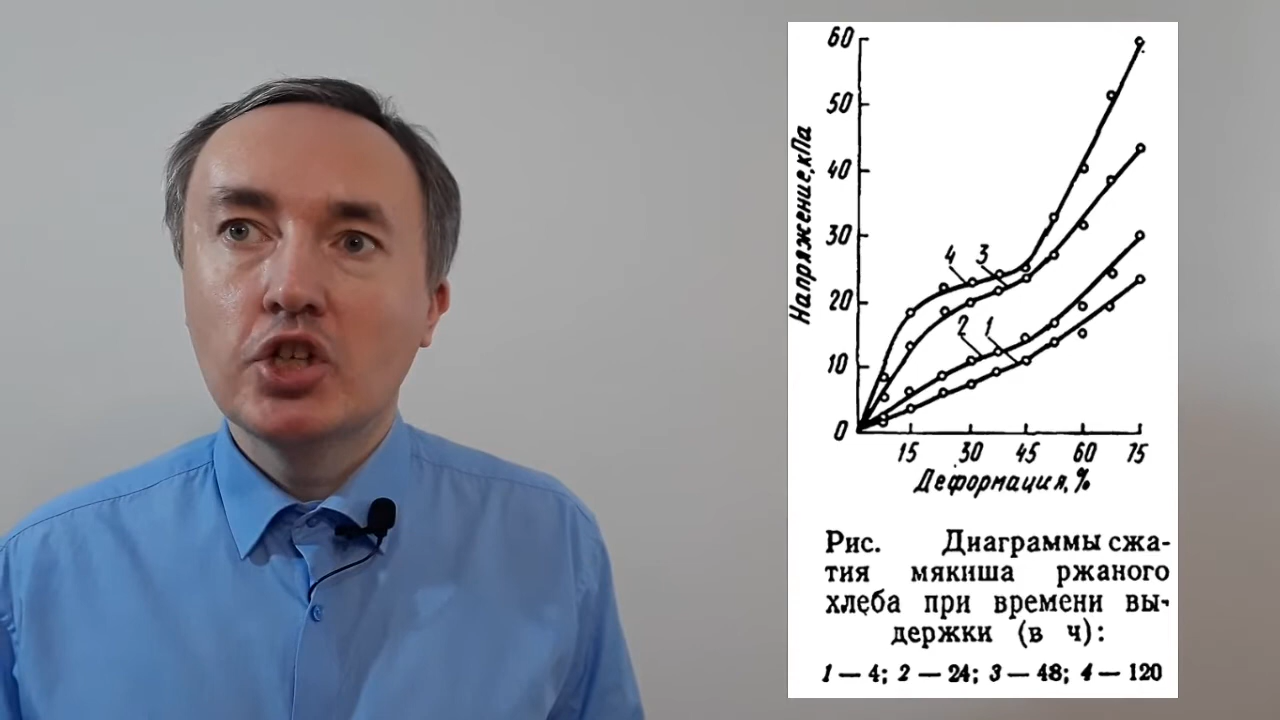 60
50
40
30
20
10
0
Напряжение, кПа
4 3
2 1
15 30 45 60 75
Деформация, %
Рис. Диаграммы сжа-
тия мякиша ржаного
хлеба при времени вы-
держки (в ч):
1 — 4; 2 — 24; 3 — 48; 4 — 120